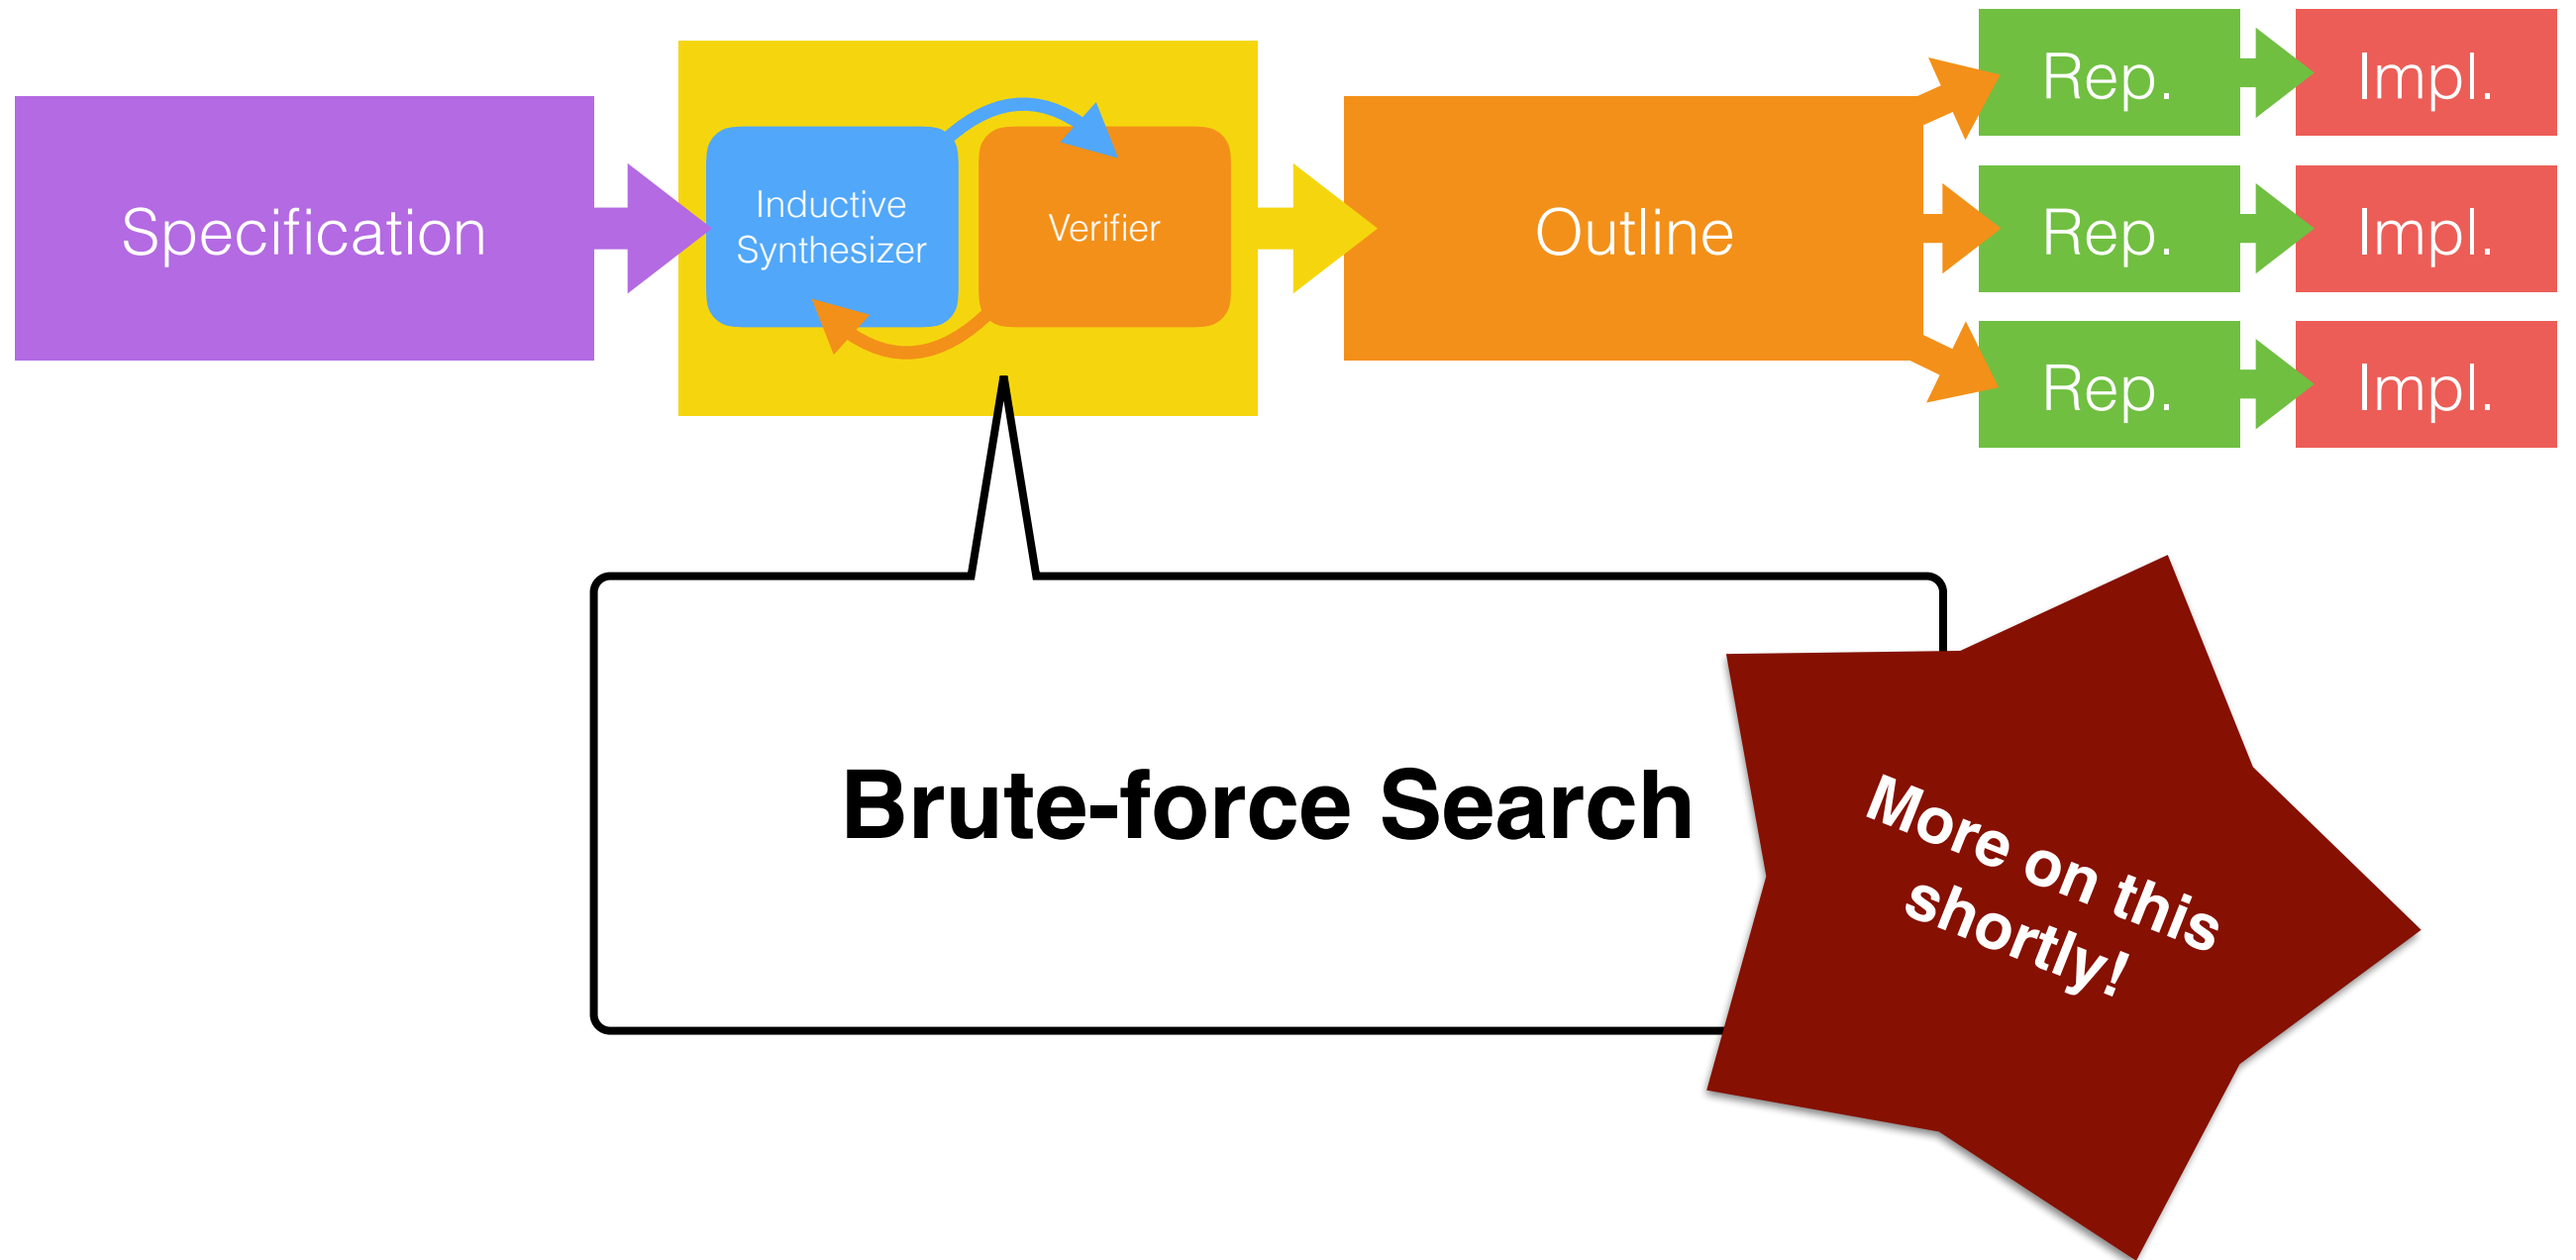 Specification
Inductive
Synthesizer
Verifier
Outline
Rep.
Impl.
Rep.
Impl.
Rep.
Impl.
Brute-force Search
More on this
shortly!